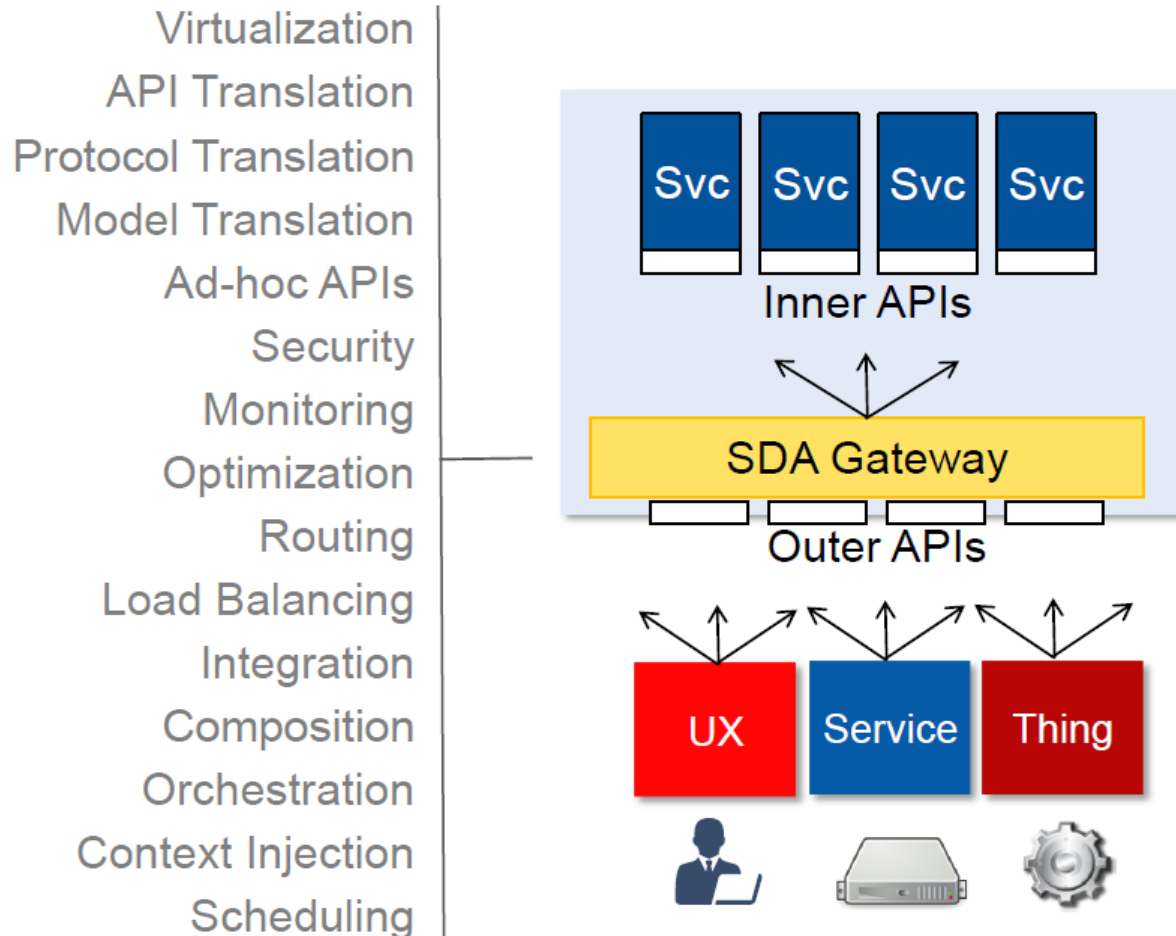 Virtualization
API Translation
Protocol Translation
Model Translation
Ad-hoc APIs
Security
Monitoring
Optimization
Routing
Load Balancing
Integration
Composition
Orchestration
Context Injection
Scheduling
Svc Svc Svc Svc
Inner APIs
SDA Gateway
Outer APIs
UX Service Thing